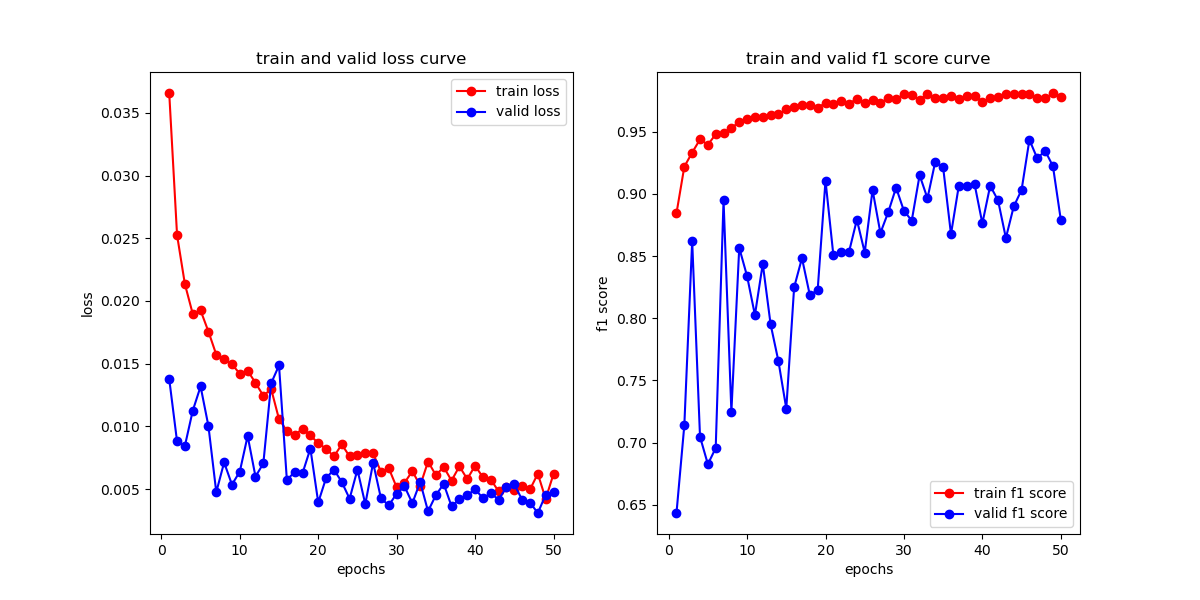 train and valid loss curve
train loss
valid loss
0.035
0.030
0.025
0.020
0.015
0.010
0.005
loss
0
10
20
30
40
50
epochs
train and valid f1 score curve
0.95
0.90
0.85
0.80
0.75
0.70
0.65
f1 score
train f1 score
valid f1 score
0
10
20
30
40
50
epochs